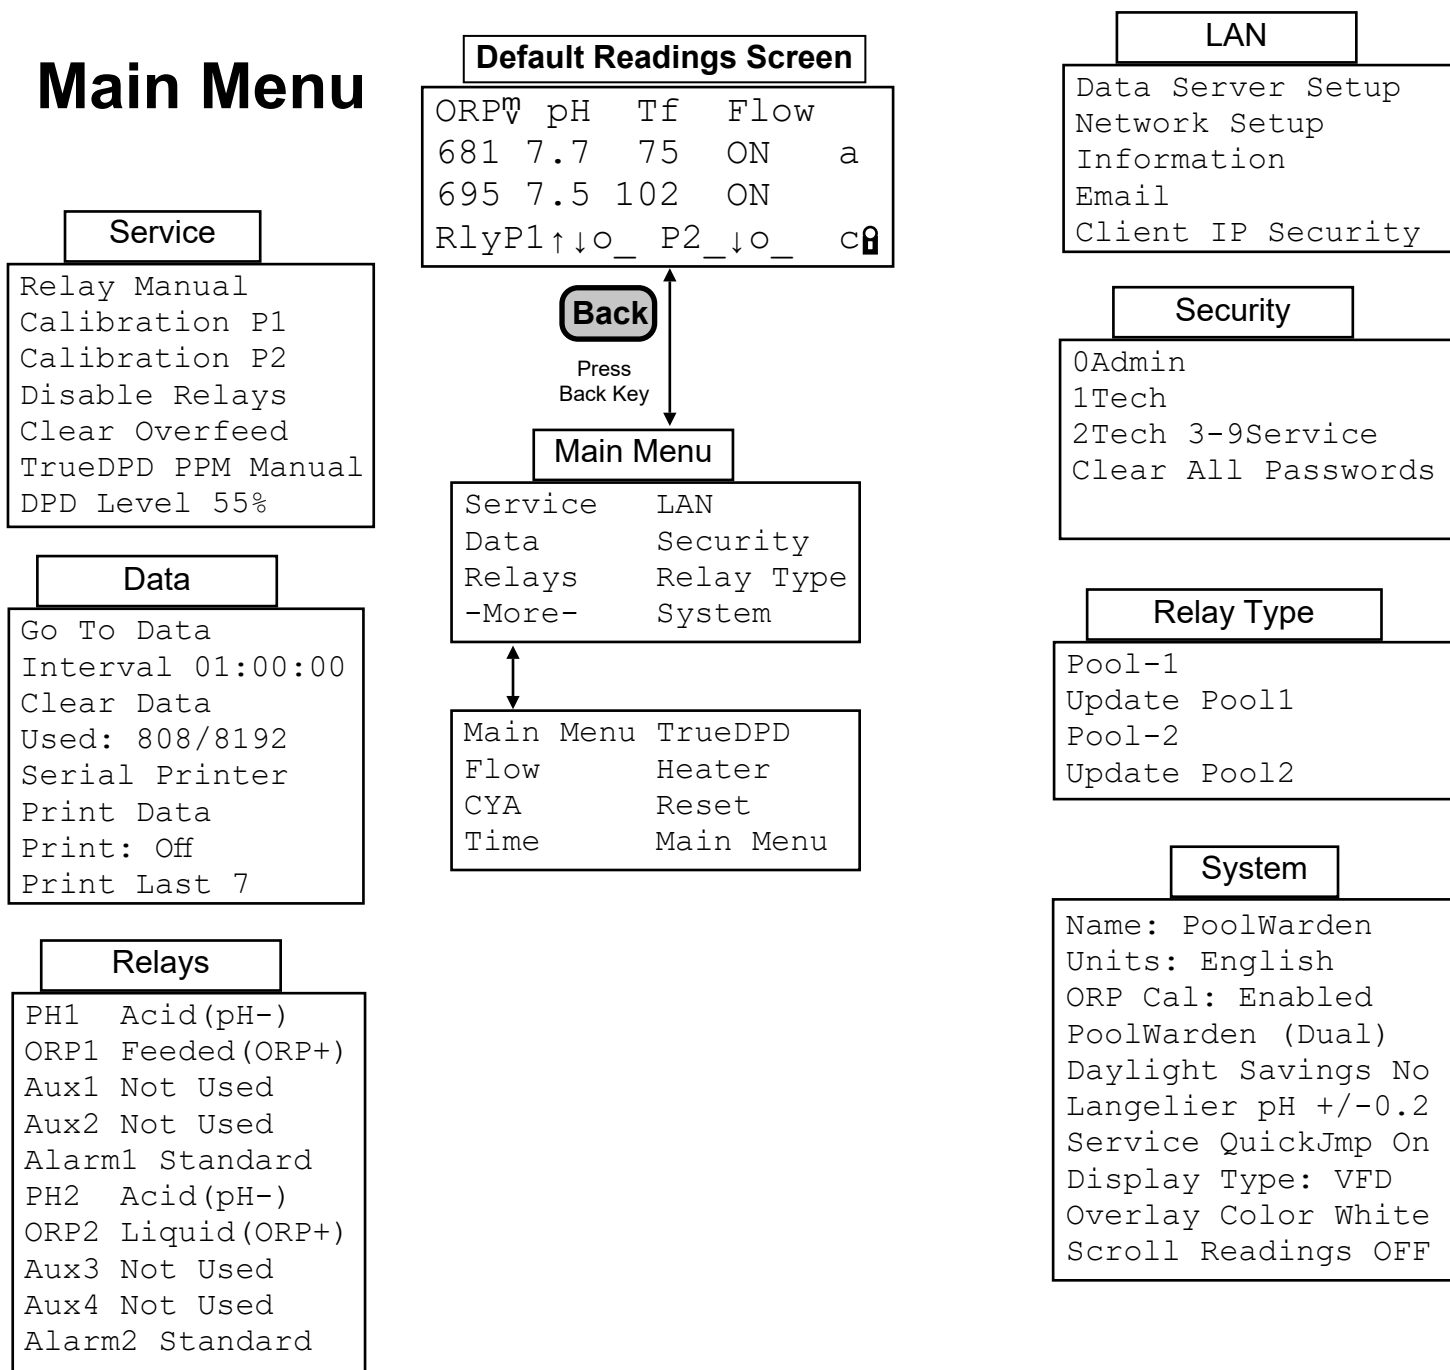 Main Menu
Service
Relay Manual
Calibration P1
Calibration P2
Disable Relays
Clear Overfeed
TrueDPD PPM Manual
DPD Level 55%
Data
Go To Data
Interval 01:00:00
Clear Data
Used: 808/8192
Serial Printer
Print Data
Print: Off
Print Last 7
Relays
PH1 Acid(pH-)
ORP1 Feeded(ORP+)
Aux1 Not Used
Aux2 Not Used
Alarm1 Standard
PH2 Acid(pH-)
ORP2 Liquid(ORP+)
Aux3 Not Used
Aux4 Not Used
Alarm2 Standard
Default Readings Screen
ORPmv pH Tf Flow
681 7.7 75 ON a
695 7.5 102 ON
RlyP1↑↓o_ P2_↓o_ c
Back
Press
Back Key
Main Menu
Service LAN
Data Security
Relays Relay Type
-More- System
Main Menu TrueDPD
Flow Heater
CYA Reset
Time Main Menu
LAN
Data Server Setup
Network Setup
Information
Email
Client IP Security
Security
0Admin
1Tech
2Tech 3-9Service
Clear All Passwords
Relay Type
Pool-1
Update Pool1
Pool-2
Update Pool2
System
Name: PoolWarden
Units: English
ORP Cal: Enabled
PoolWarden (Dual)
Daylight Savings No
Langelier pH +/-0.2
Service QuickJmp On
Display Type: VFD
Overlay Color White
Scroll Readings OFF